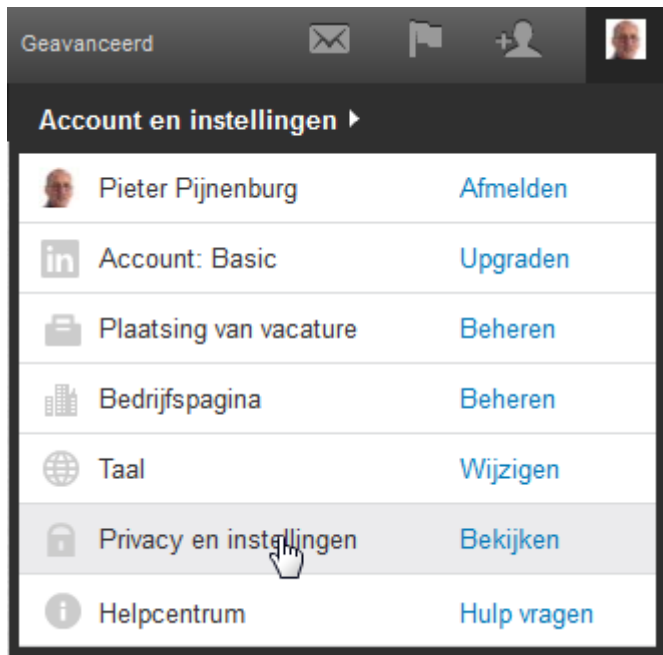 Geavanceerd
Account en instellingen
Pieter Pijnenburg Afmelden
in Account: Basic Upgraden
Plaatsing van vacature Beheren
Bedrijfspagina Beheren
Taal Wijzigen
Privacy en instellingen Bekijken
Helpcentrum Hulp vragen